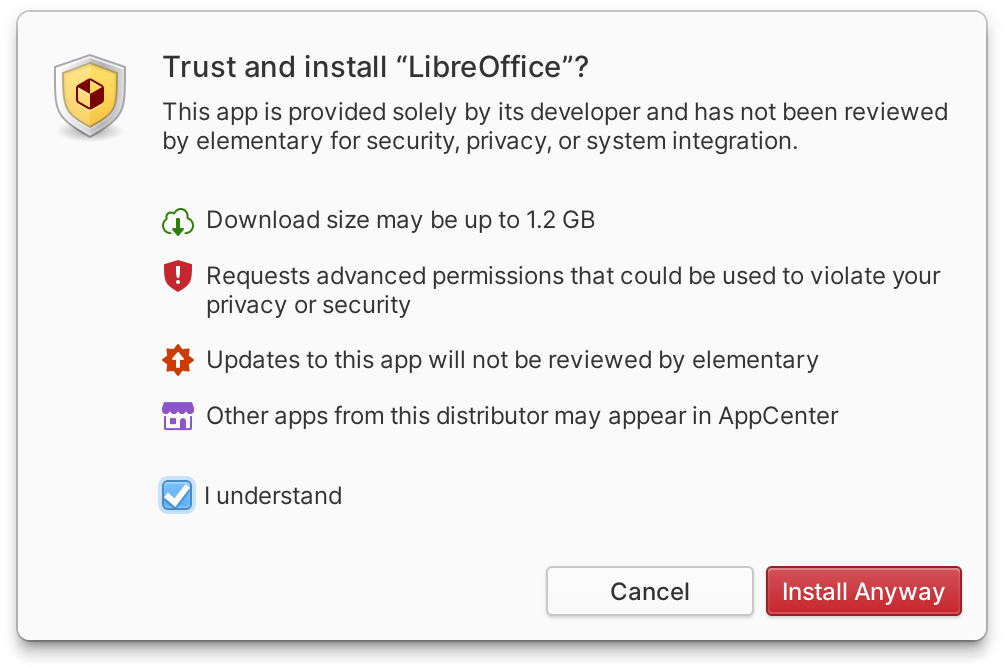 Trust and install “LibreOffice”?
This app is provided solely by its developer and has not been reviewed
by elementary for security, privacy, or system integration.
Download size may be up to 1.2 GB
Requests advanced permissions that could be used to violate your
privacy or security
Updates to this app will not be reviewed by elementary
Other apps from this distributor may appear in AppCenter
I understand
Cancel
Install Anyway